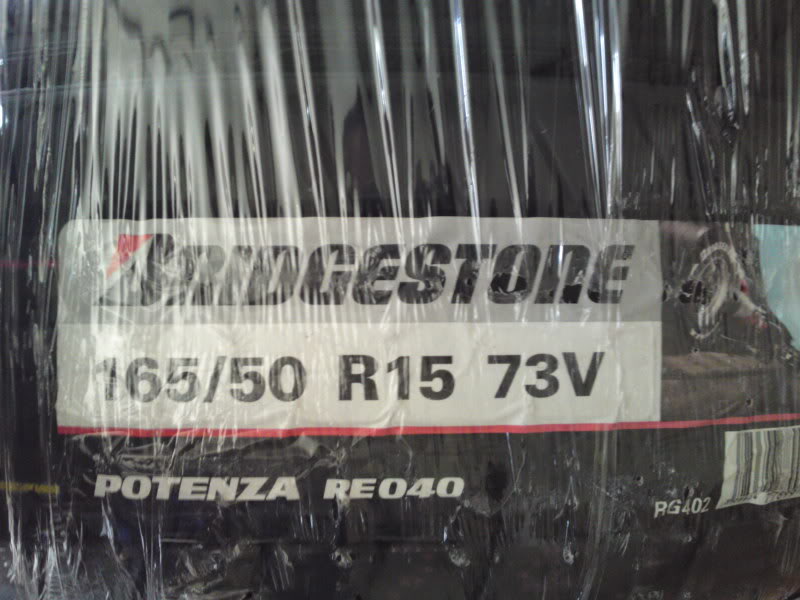 BRIDGESTONE
165/50 R15 73V
POTENZA RE040
RG402